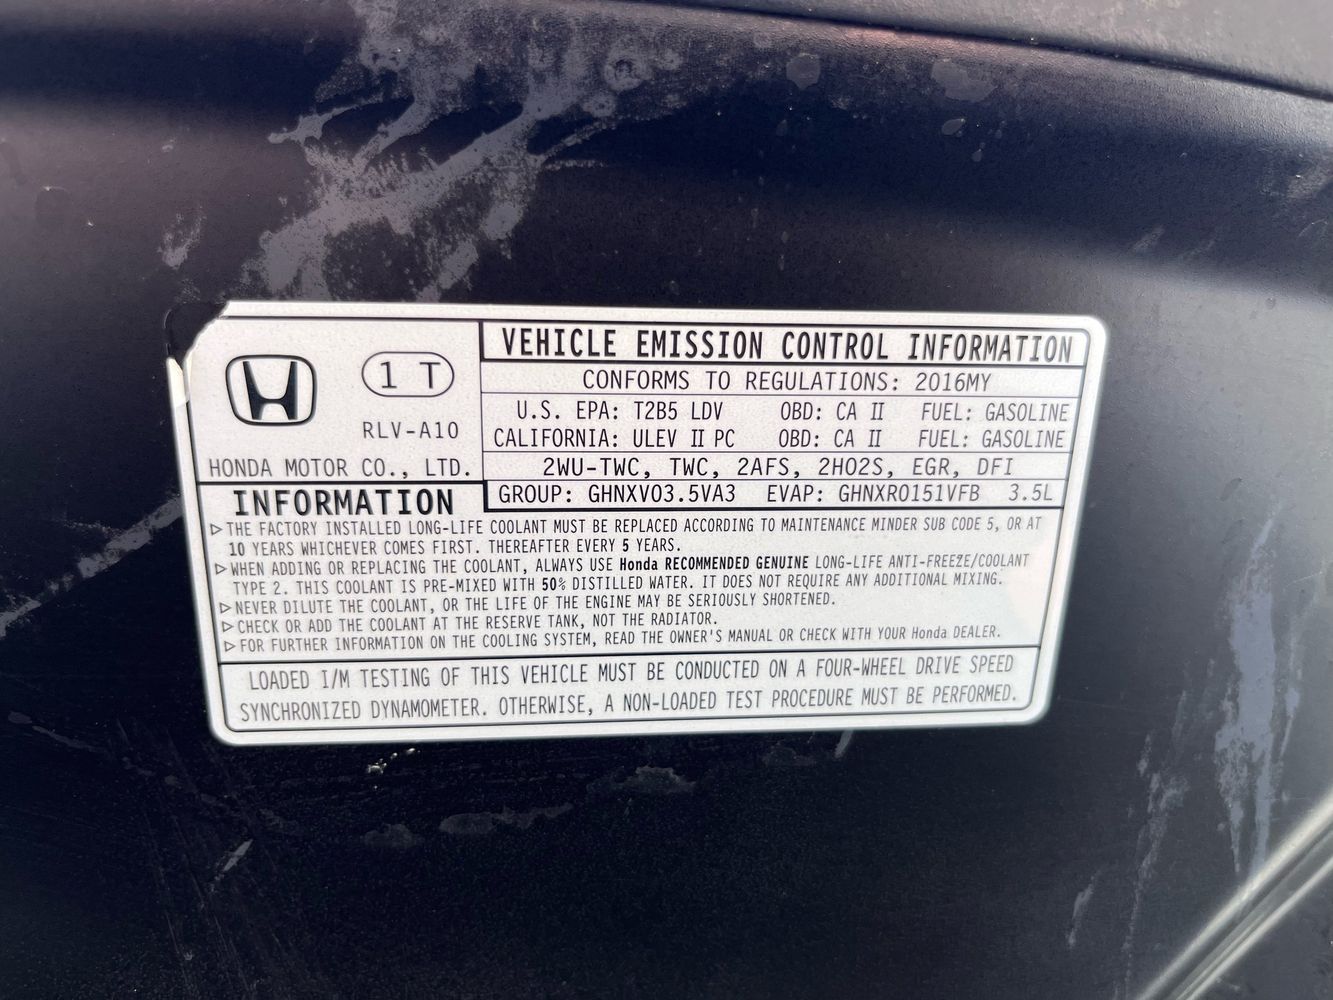 VEHICLE EMISSION CONTROL INFORMATION
1 T
CONFORMS TO REGULATIONS: 2016MY
RLV-A10
U.S. EPA: T2B5 LDV OBD: CA II FUEL: GASOLINE
CALIFORNIA: ULEV II PC OBD: CA II FUEL: GASOLINE
HONDA MOTOR CO., LTD.
2WU-TWC, TWC, 2AFS, 2HO2S, EGR, DFI
GROUP: GHNXV03.5VA3 EVAP: GHNXR0151VFB 3.5L
INFORMATION
▷THE FACTORY INSTALLED LONG-LIFE COOLANT MUST BE REPLACED ACCORDING TO MAINTENANCE MINDER SUB CODE 5, OR AT
10 YEARS WHICHEVER COMES FIRST. THEREAFTER EVERY 5 YEARS.
▷WHEN ADDING OR REPLACING THE COOLANT, ALWAYS USE Honda RECOMMENDED GENUINE LONG-LIFE ANTI-FREEZE/COOLANT
TYPE 2. THIS COOLANT IS PRE-MIXED WITH 50% DISTILLED WATER. IT DOES NOT REQUIRE ANY ADDITIONAL MIXING.
▷NEVER DILUTE THE COOLANT, OR THE LIFE OF THE ENGINE MAY BE SERIOUSLY SHORTENED.
▷CHECK OR ADD THE COOLANT AT THE RESERVE TANK, NOT THE RADIATOR.
▷FOR FURTHER INFORMATION ON THE COOLING SYSTEM, READ THE OWNER'S MANUAL OR CHECK WITH YOUR Honda DEALER.
LOADED I/M TESTING OF THIS VEHICLE MUST BE CONDUCTED ON A FOUR-WHEEL DRIVE SPEED
SYNCHRONIZED DYNAMOMETER. OTHERWISE, A NON-LOADED TEST PROCEDURE MUST BE PERFORMED.